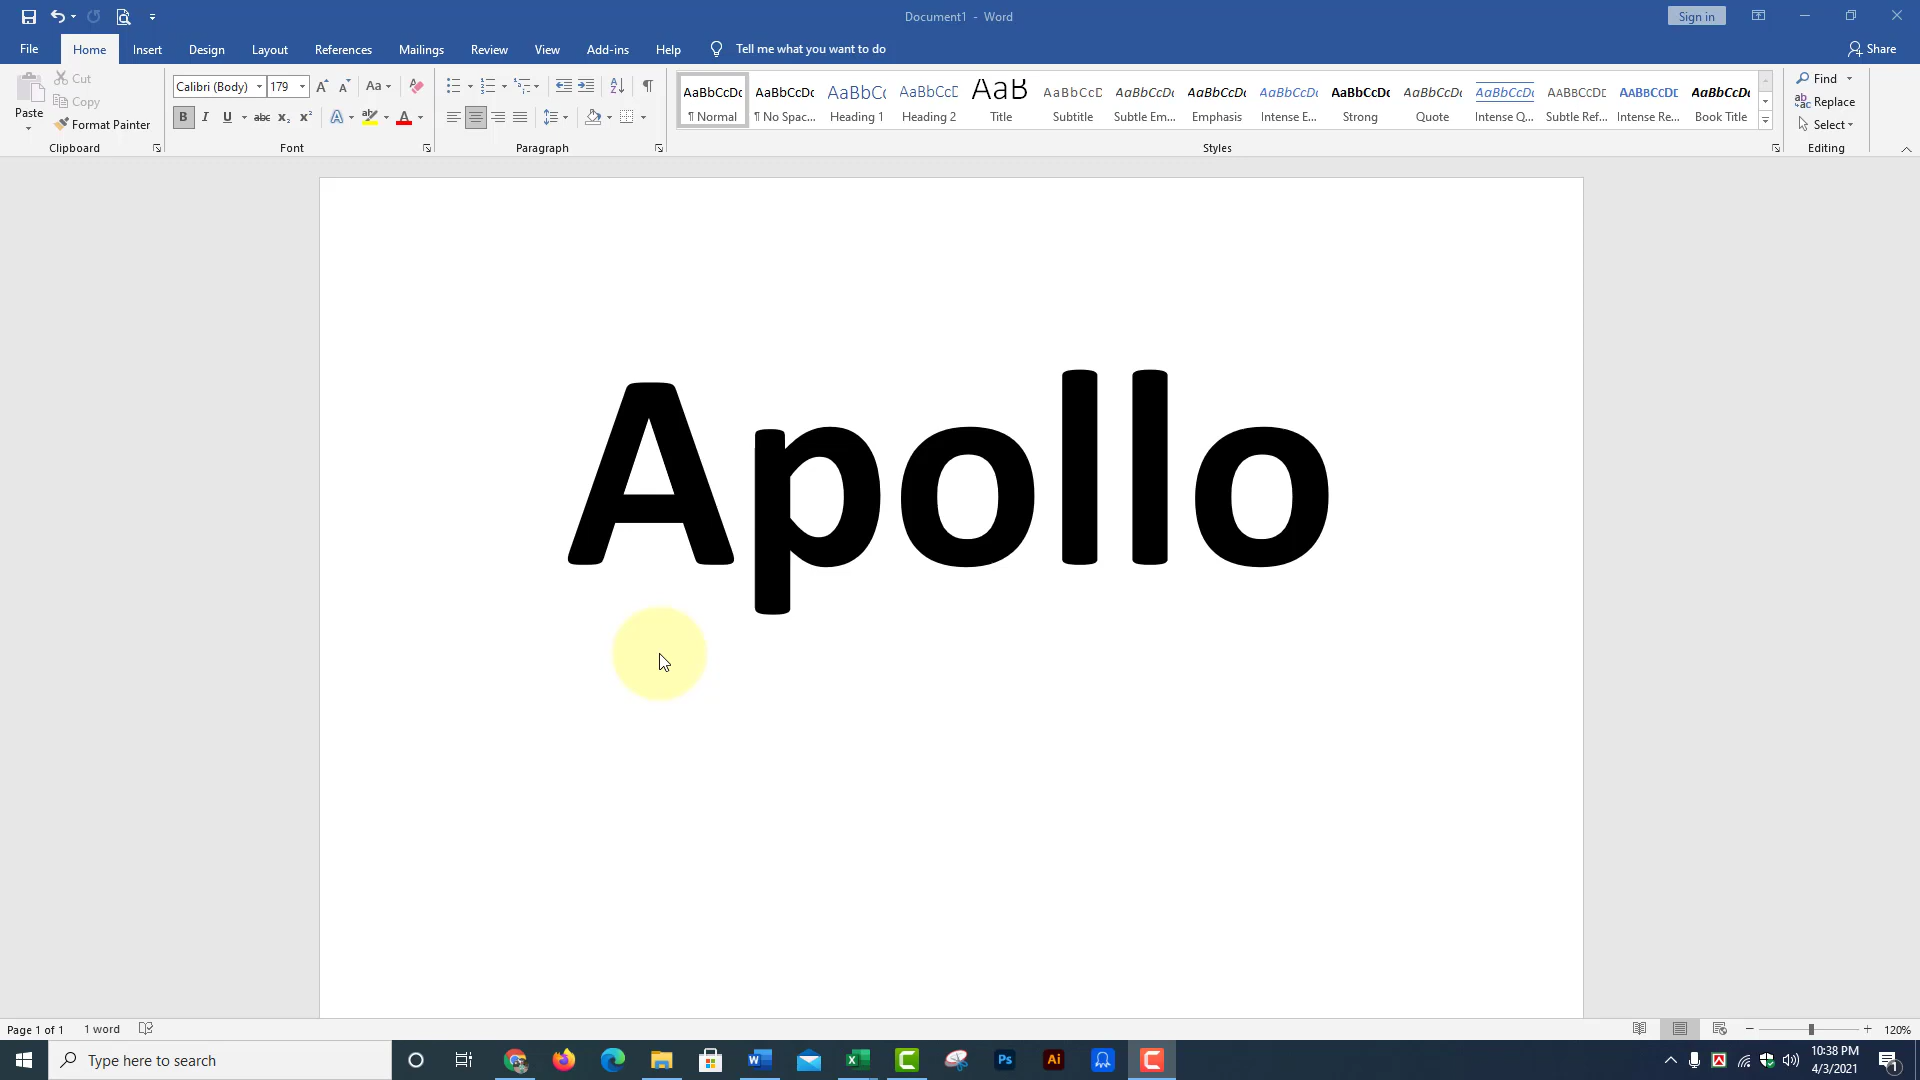 Document1 - Word
Sign in
File Home Insert Design Layout References Mailings Review View Add-ins Help Tell me what you want to do Share
Paste
Cut
Copy
Format Painter
Clipboard
Calibri (Body) 179
Font
Paragraph
AaBbCcDc AaBbCcDc AaBbCc AaBbCcD AaB AaBbCcD AaBbCcDc AaBbCcDc AaBbCcDc AaBbCcDc AaBbCcDc AaBbCcDc AABBCCDD AABBCCDD AaBbCcDc
¶ Normal ¶ No Spac... Heading 1 Heading 2 Title Subtitle Subtle Em... Emphasis Intense E... Strong Quote Intense Q... Subtle Ref... Intense Re... Book Title
Styles
Find
Replace
Select
Editing
Apollo
Page 1 of 1 1 word 120%
Type here to search
10:38 PM
4/3/2021